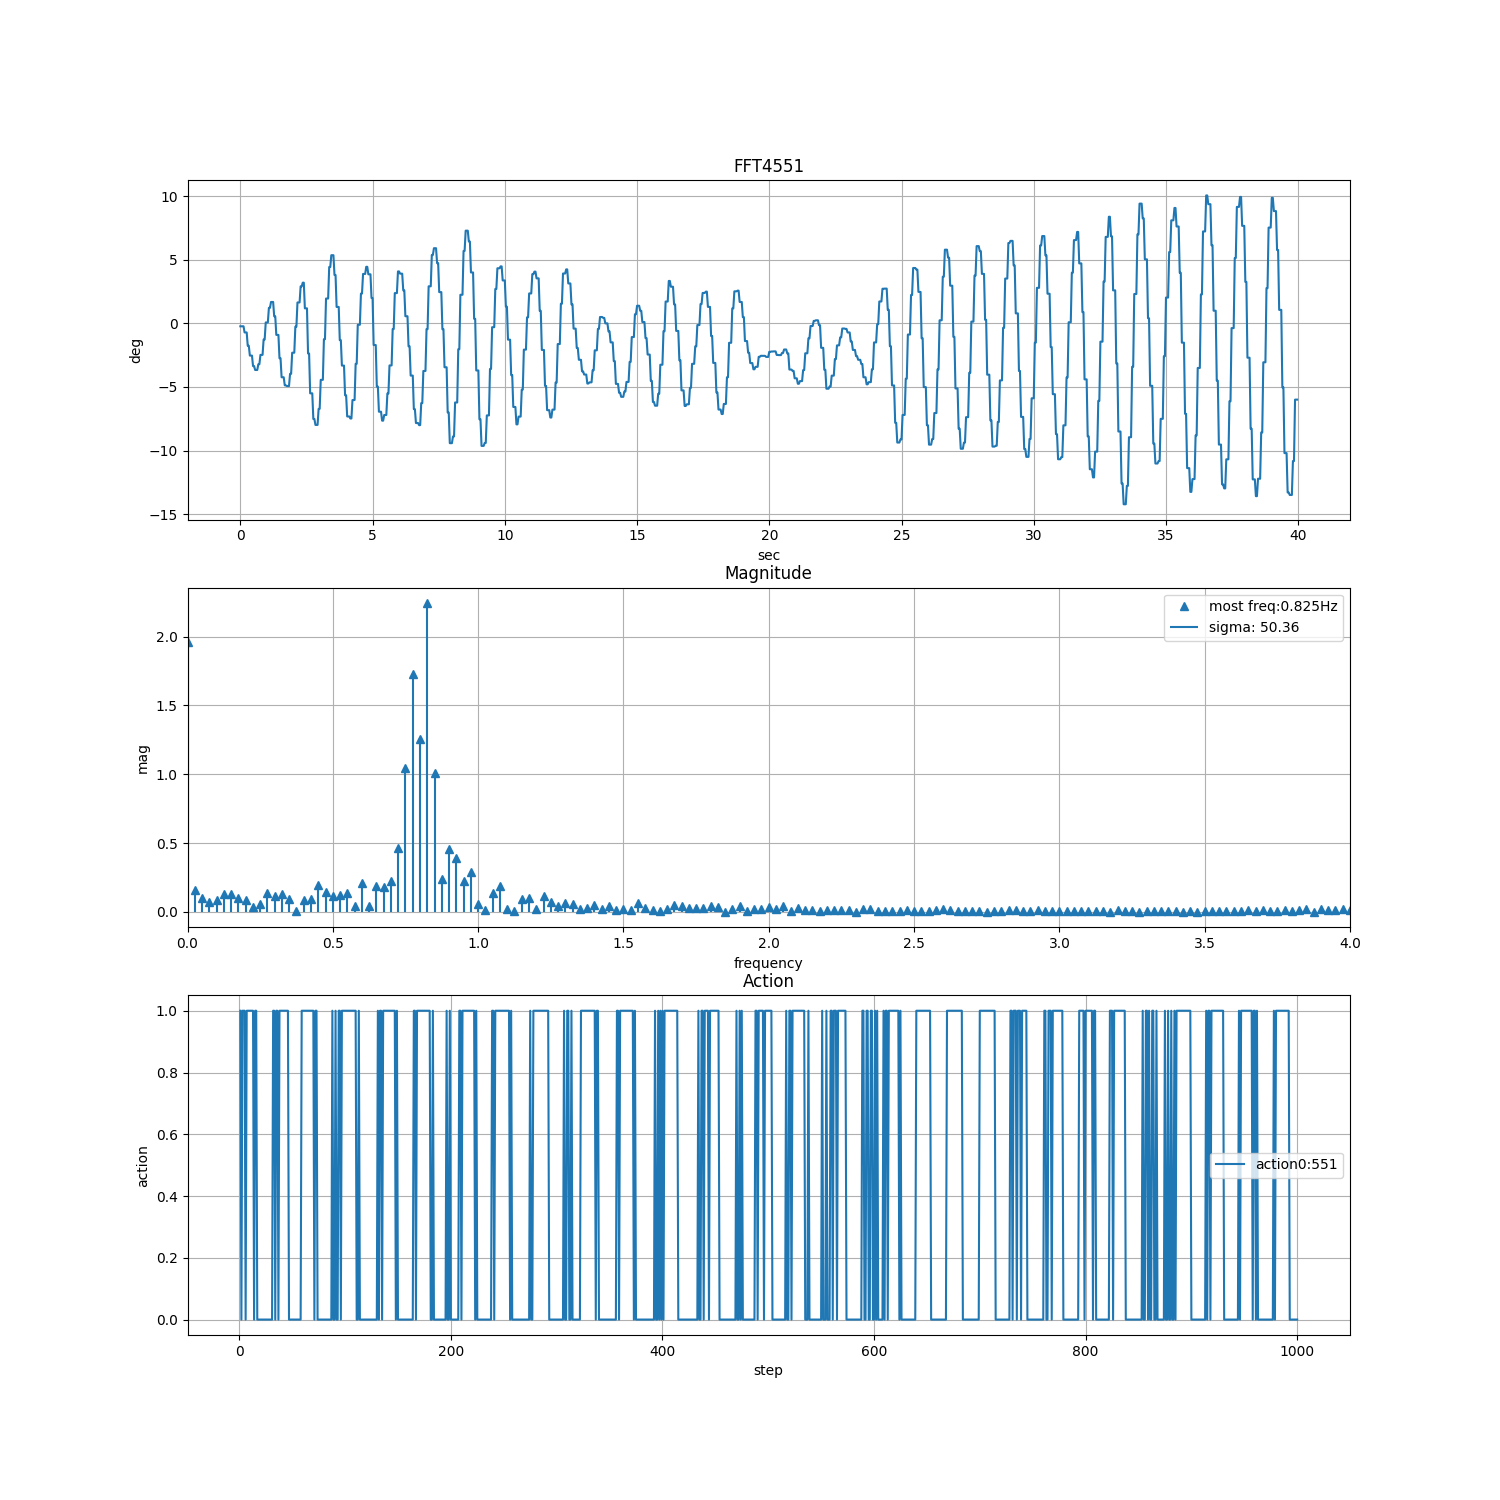 FFT4551
10
5
0
−5
−10
−15
deg
0 5 10 15 20 25 30 35 40
sec
Magnitude
most freq:0.825Hz
sigma: 50.36
2.0
1.5
1.0
0.5
0.0
mag
0.0 0.5 1.0 1.5 2.0 2.5 3.0 3.5 4.0
frequency
Action
1.0
0.8
0.6
0.4
0.2
0.0
action
action0:551
0 200 400 600 800 1000
step